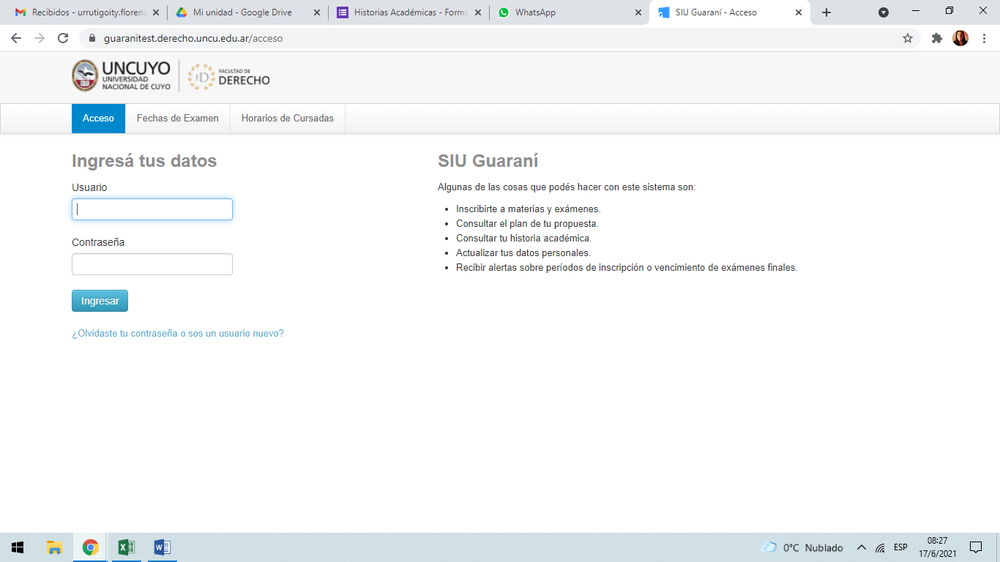 Recibidos - urrutigoity.florenc
Mi unidad - Google Drive
Historias Académicas - Formu
WhatsApp
SIU Guaraní - Acceso
guaranitest.derecho.uncu.edu.ar/acceso
UNCUYO
UNIVERSIDAD
NACIONAL DE CUYO
FD
FACULTAD DE
DERECHO
Acceso
Fechas de Examen
Horarios de Cursadas
Ingresá tus datos
Usuario
Contraseña
Ingresar
¿Olvidaste tu contraseña o sos un usuario nuevo?
SIU Guaraní
Algunas de las cosas que podés hacer con este sistema son:
• Inscribirte a materias y exámenes.
• Consultar el plan de tu propuesta.
• Consultar tu historia académica.
• Actualizar tus datos personales.
• Recibir alertas sobre períodos de inscripción o vencimiento de exámenes finales.
0°C Nublado
ESP
08:27
17/6/2021